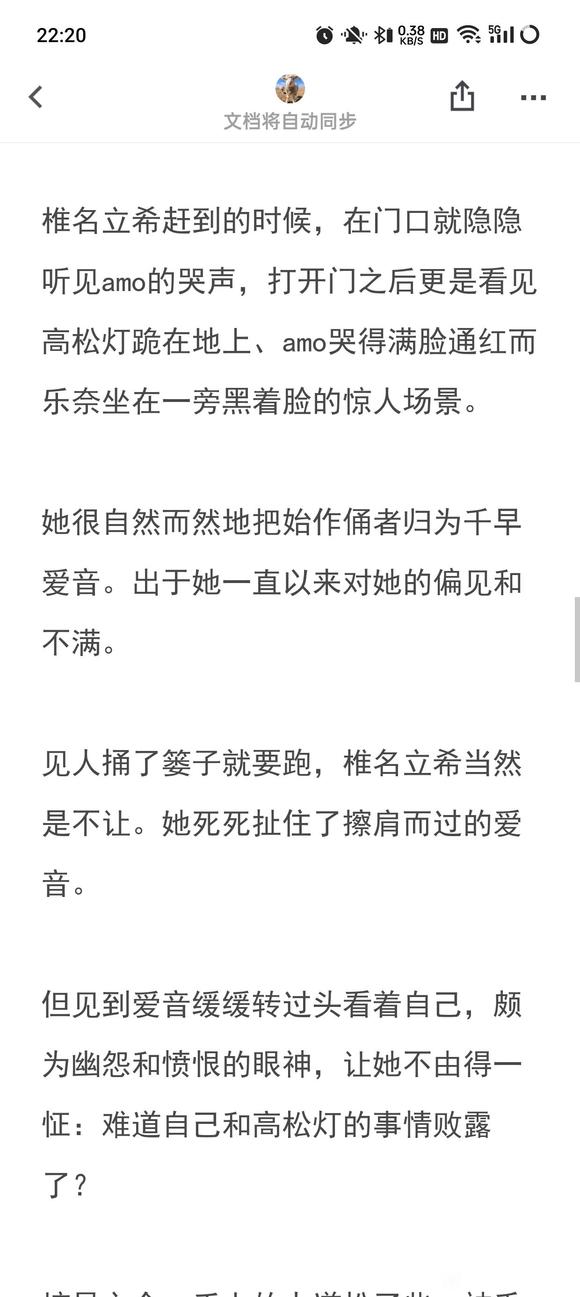 22:20
0.38
KB/S
HD
5G
文档将自动同步
椎名立希赶到的时候，在门口就隐隐
听见amo的哭声，打开门之后更是看见
高松灯跪在地上、amo哭得满脸通红而
乐奈坐在一旁黑着脸的惊人场景。
她很自然而然地把始作俑者归为千早
爱音。出于她一直以来对她的偏见和
不满。
见人捅了篓子就要跑，椎名立希当然
是不让。她死死扯住了擦肩而过的爱
音。
但见到爱音缓缓转过头看着自己，颇
为幽怨和愤恨的眼神，让她不由得一
怔：难道自己和高松灯的事情败露
了？